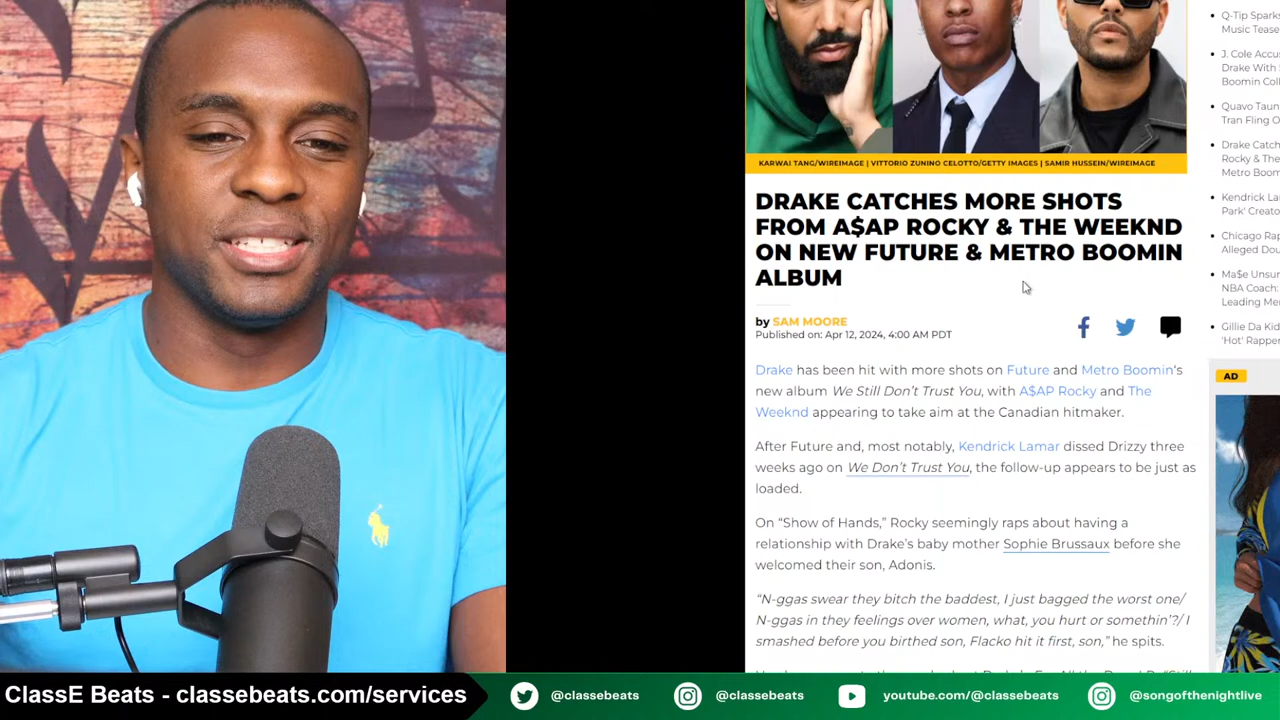 KARWAI TANG/WIREIMAGE | VITTORIO ZUNINO CELOTTO/GETTY IMAGES | SAMIR HUSSEIN/WIREIMAGE
DRAKE CATCHES MORE SHOTS
FROM A$AP ROCKY & THE WEEKND
ON NEW FUTURE & METRO BOOMIN
ALBUM
by SAM MOORE
Published on: Apr 12, 2024, 4:00 AM PDT
Drake has been hit with more shots on Future and Metro Boomin's
new album We Still Don't Trust You, with A$AP Rocky and The
Weeknd appearing to take aim at the Canadian hitmaker.
After Future and, most notably, Kendrick Lamar dissed Drizzy three
weeks ago on We Don't Trust You, the follow-up appears to be just as
loaded.
On “Show of Hands,” Rocky seemingly raps about having a
relationship with Drake's baby mother Sophie Brussaux before she
welcomed their son, Adonis.
“N-ggas swear they bitch the baddest, I just bagged the worst one/
N-ggas in they feelings over women, what, you hurt or somethin'?/ I
smashed before you birthed son, Flacko hit it first, son,” he spits.
Q-Tip Sparks
Music Tease
J. Cole Accu
Drake With
Boomin Coll
Quavo Taun
Tran Fling O
Drake Catch
Rocky & The
Metro Boom
Kendrick La
Park' Creato
Chicago Rap
Alleged Dou
Ma$e Unsur
NBA Coach:
Leading Me
Gillie Da Kid
'Hot' Rapper
AD
ClassE Beats - classebeats.com/services
@classebeats
@classebeats
youtube.com/@classebeats
@songofthenightlive